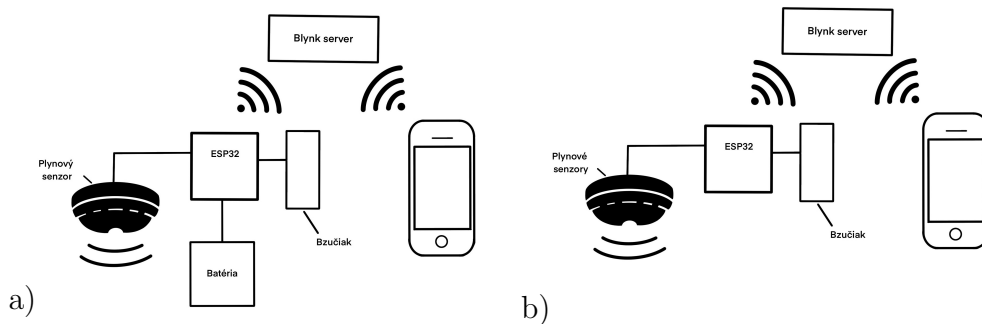 Blynk server
ESP32
Plynový
senzor
Bzučiak
Batéria
a)
Blynk server
ESP32
Plynové
senzory
Bzučiak
b)